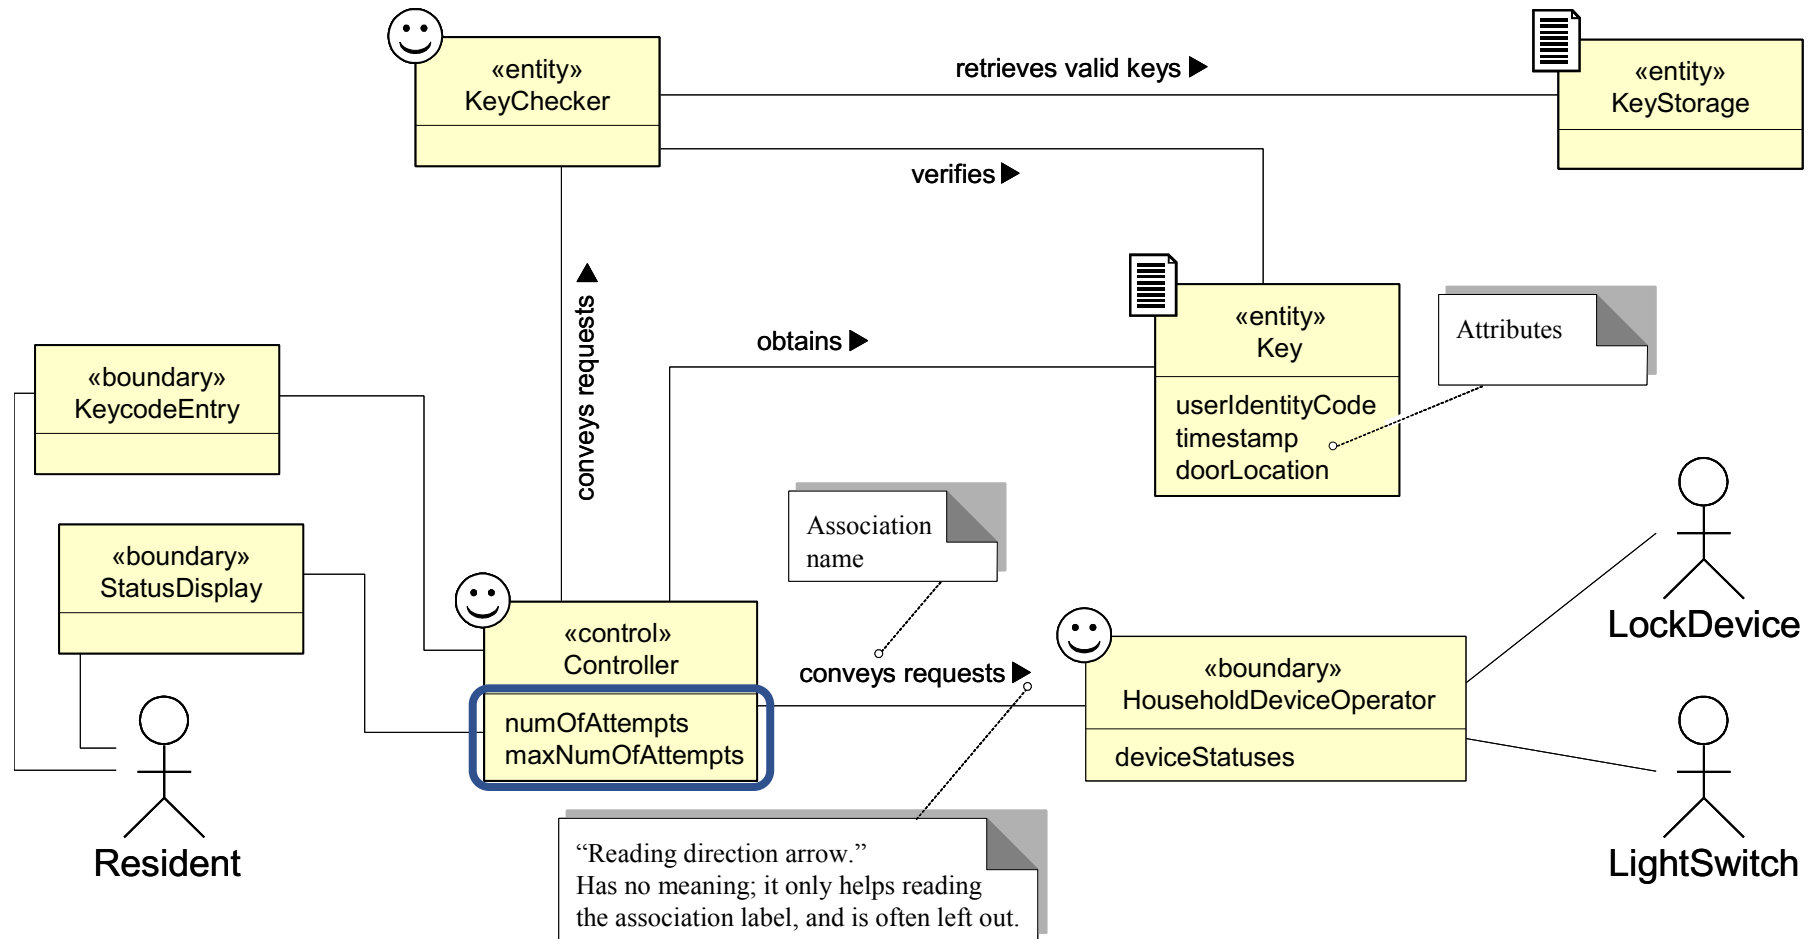 «entity»
KeyChecker
retrieves valid keys ►
«entity»
KeyStorage
verifies ►
conveys requests ►
obtains ►
«entity»
Key
userIdentityCode
timestamp
doorLocation
Attributes
«boundary»
KeycodeEntry
«boundary»
StatusDisplay
Association
name
«control»
Controller
numOfAttempts
maxNumOfAttempts
conveys requests ►
«boundary»
HouseholdDeviceOperator
deviceStatuses
LockDevice
Resident
LightSwitch
“Reading direction arrow.”
Has no meaning; it only helps reading
the association label, and is often left out.